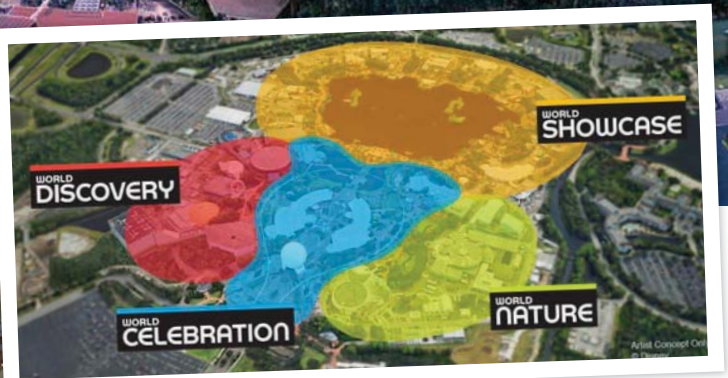 WORLD
SHOWCASE
WORLD
DISCOVERY
WORLD
NATURE
WORLD
CELEBRATION
Artist Concept Onl
© Disney